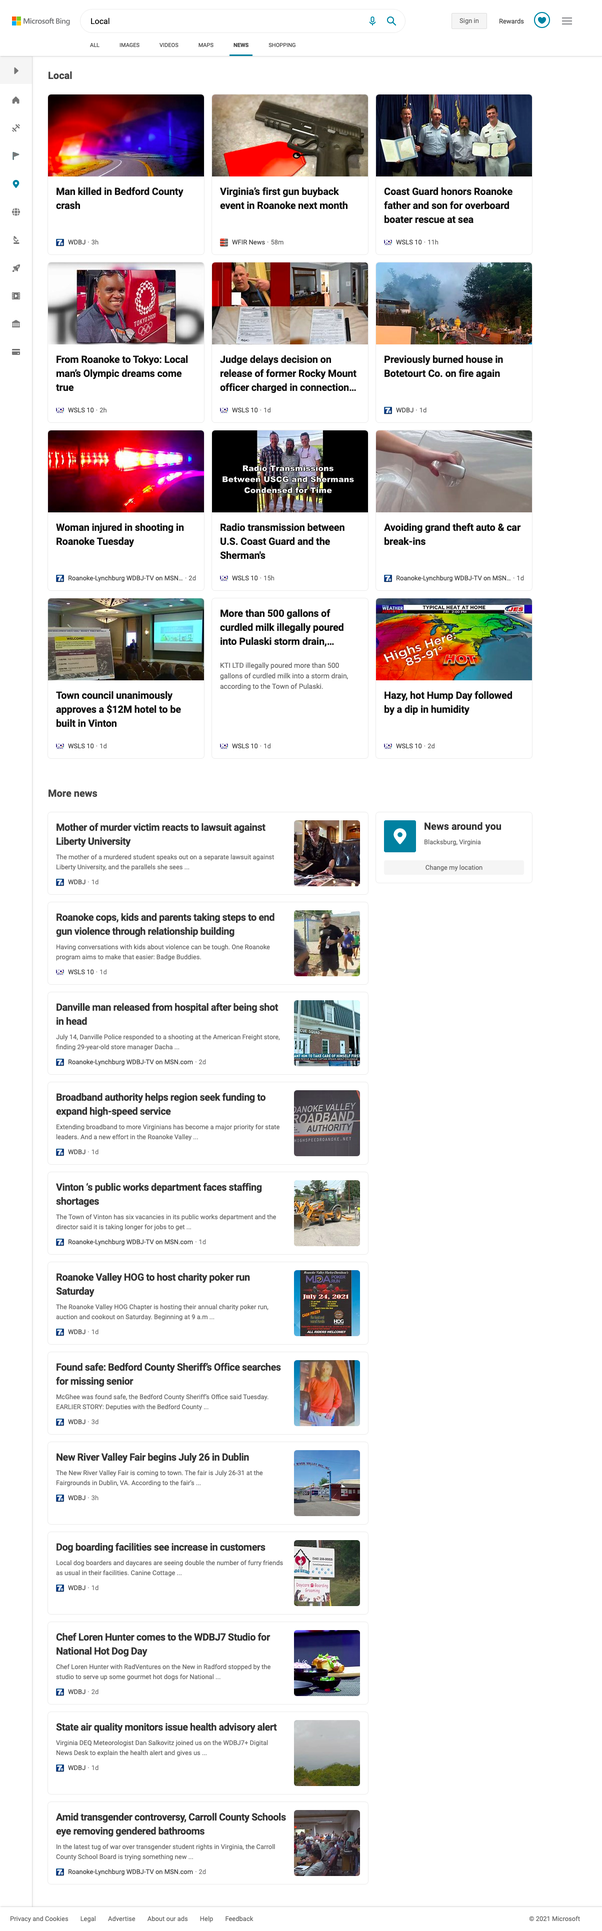 Microsoft Bing
Local
Sign in
Rewards
ALL
IMAGES
VIDEOS
MAPS
NEWS
SHOPPING
Local
Man killed in Bedford County
crash
WDBJ · 3h
Virginia's first gun buyback
event in Roanoke next month
WFIR News · 58m
Coast Guard honors Roanoke
father and son for overboard
boater rescue at sea
WSLS 10 · 11h
From Roanoke to Tokyo: Local
man's Olympic dreams come
true
WSLS 10 · 2h
Judge delays decision on
release of former Rocky Mount
officer charged in connection...
WSLS 10 · 1d
Previously burned house in
Botetourt Co. on fire again
WDBJ · 1d
Woman injured in shooting in
Roanoke Tuesday
Roanoke-Lynchburg WDBJ-TV on MSN... · 2d
Radio Transmissions
Between USCG and Shermans
Condensed for Time
Radio transmission between
U.S. Coast Guard and the
Sherman's
WSLS 10 · 15h
Avoiding grand theft auto & car
break-ins
Roanoke-Lynchburg WDBJ-TV on MSN... · 1d
WELCOME!
Town council unanimously
approves a $12M hotel to be
built in Vinton
WSLS 10 · 1d
More than 500 gallons of
curdled milk illegally poured
into Pulaski storm drain,...
KTI LTD illegally poured more than 500
gallons of curdled milk into a storm drain,
according to the Town of Pulaski.
WSLS 10 · 1d
WEATHER
TYPICAL HEAT AT HOME
JES
Highs Here:
85-91°
HOT
Hazy, hot Hump Day followed
by a dip in humidity
WSLS 10 · 2d
More news
Mother of murder victim reacts to lawsuit against
Liberty University
The mother of a murdered student speaks out on a separate lawsuit against
Liberty University, and the parallels she sees ...
WDBJ · 1d
News around you
Blacksburg, Virginia
Change my location
Roanoke cops, kids and parents taking steps to end
gun violence through relationship building
Having conversations with kids about violence can be tough. One Roanoke
program aims to make that easier: Badge Buddies.
WSLS 10 · 1d
Danville man released from hospital after being shot
in head
July 14, Danville Police responded to a shooting at the American Freight store,
finding 29-year-old store manager Dacha ...
Roanoke-Lynchburg WDBJ-TV on MSN.com · 2d
Broadband authority helps region seek funding to
expand high-speed service
Extending broadband to more Virginians has become a major priority for state
leaders. And a new effort in the Roanoke Valley ...
WDBJ · 1d
ROANOKE VALLEY
BROADBAND
AUTHORITY
Vinton 's public works department faces staffing
shortages
The Town of Vinton has six vacancies in its public works department and the
director said it is taking longer for jobs to get ...
Roanoke-Lynchburg WDBJ-TV on MSN.com · 1d
Roanoke Valley HOG to host charity poker run
Saturday
The Roanoke Valley HOG Chapter is hosting their annual charity poker run,
auction and cookout on Saturday. Beginning at 9 a.m ...
WDBJ · 1d
MDA
July 24, 2021
ALL RIDERS WELCOME!
Found safe: Bedford County Sheriff's Office searches
for missing senior
McGhee was found safe, the Bedford County Sheriff's Office said Tuesday.
EARLIER STORY: Deputies with the Bedford County ...
WDBJ · 3d
New River Valley Fair begins July 26 in Dublin
The New River Valley Fair is coming to town. The fair is July 26-31 at the
Fairgrounds in Dublin, VA. According to the fair's ...
WDBJ · 3h
Dog boarding facilities see increase in customers
Local dog boarders and daycares are seeing double the number of furry friends
as usual in their facilities. Canine Cottage ...
WDBJ · 1d
Chef Loren Hunter comes to the WDBJ7 Studio for
National Hot Dog Day
Chef Loren Hunter with RadVentures on the New in Radford stopped by the
studio to serve up some gourmet hot dogs for National ...
WDBJ · 2d
State air quality monitors issue health advisory alert
Virginia DEQ Meteorologist Dan Salkovitz joined us on the WDBJ7+ Digital
News Desk to explain the health alert and gives us ...
WDBJ · 1d
Amid transgender controversy, Carroll County Schools
eye removing gendered bathrooms
In the latest tug of war over transgender student rights in Virginia, the Carroll
County School Board is trying something new ...
Roanoke-Lynchburg WDBJ-TV on MSN.com · 2d
Privacy and Cookies
Legal
Advertise
About our ads
Help
Feedback
© 2021 Microsoft